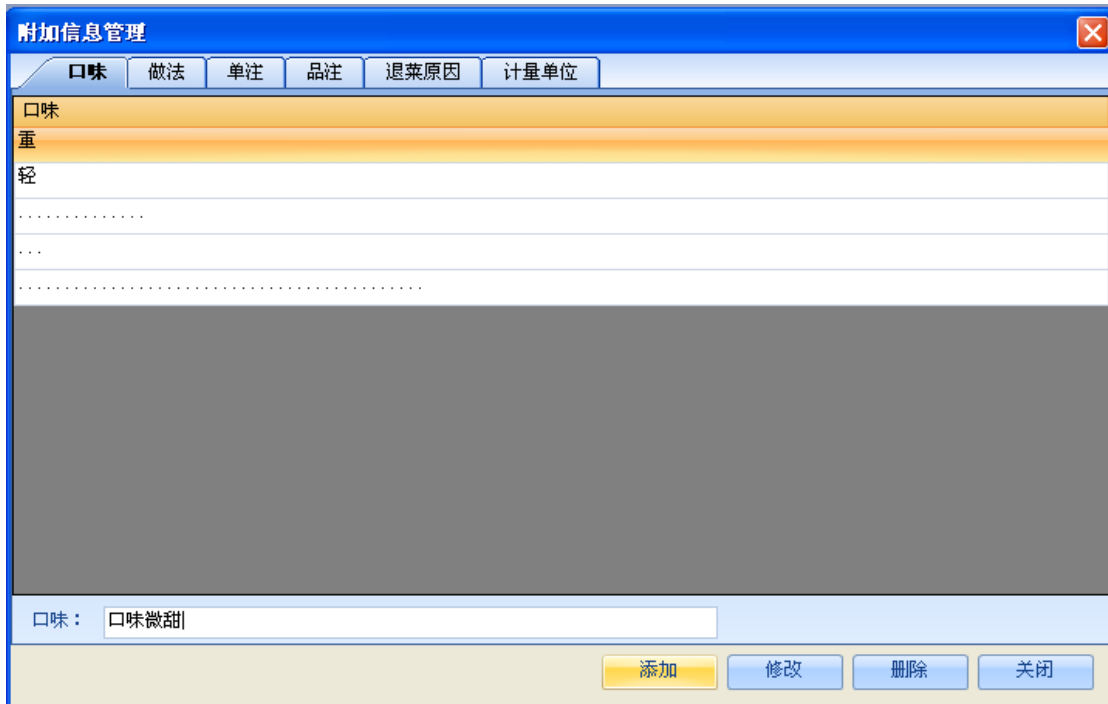 附加信息管理
口味 做法 单注 品注 退菜原因 计量单位
口味
重
轻
..............
...
............................................
口味： 口味微甜
添加 修改 删除 关闭